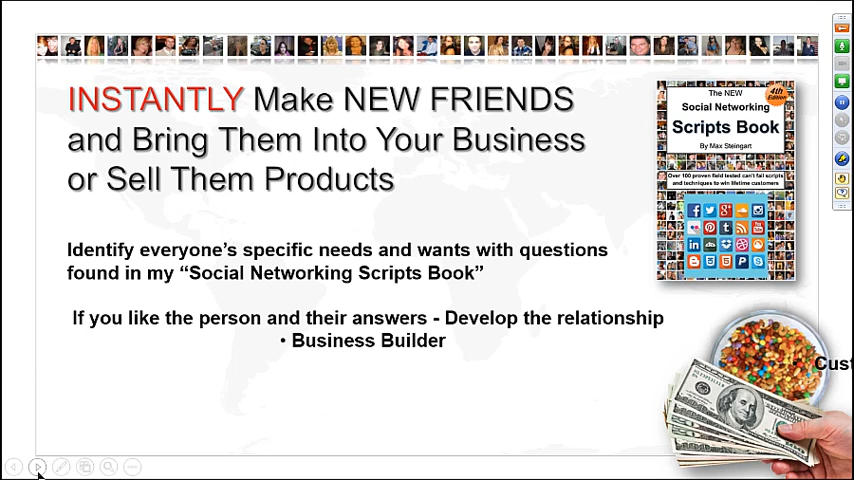 INSTANTLY Make NEW FRIENDS
and Bring Them Into Your Business
or Sell Them Products
The NEW
4th
Edition
Social Networking
Scripts Book
By Max Steingart
Over 100 proven field tested can't fail scripts
and techniques to win lifetime customers
Identify everyone's specific needs and wants with questions
found in my “Social Networking Scripts Book”
If you like the person and their answers - Develop the relationship
• Business Builder
Cust